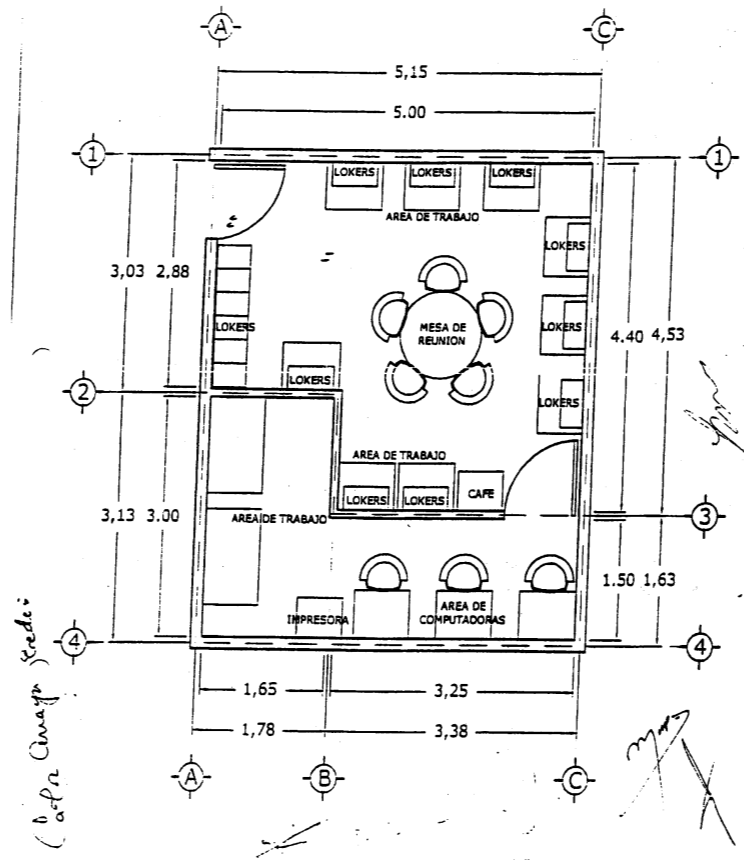 A C
5,15
5.00
1 1
LOKERS LOKERS LOKERS
AREA DE TRABAJO
LOKERS
3,03 2,88
LOKERS
MESA DE
REUNION
LOKERS
4.40 4,53
LOKERS
2
LOKERS
AREA DE TRABAJO
LOKERS LOKERS CAFE
3,13 3.00
AREA DE TRABAJO
3
1.50 1,63
IMPRESORA
AREA DE
COMPUTADORAS
4 4
1,65 3,25
1,78 3,38
A B C